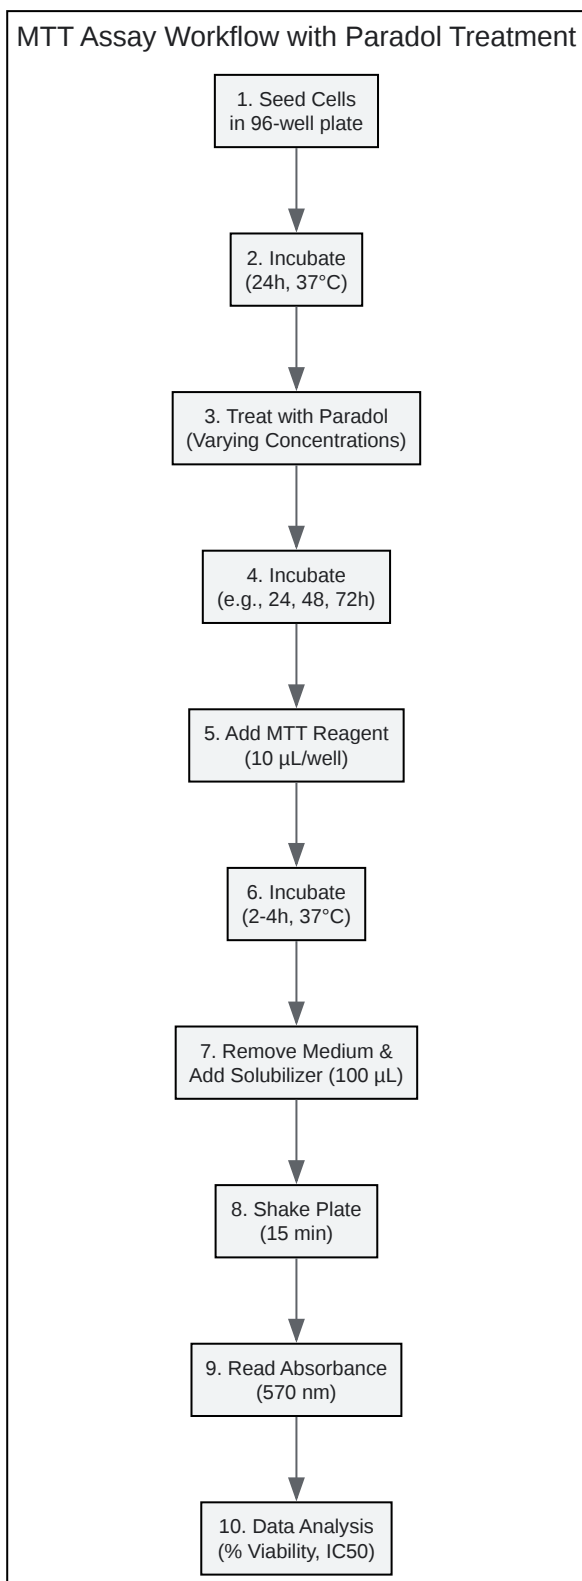 MTT Assay Workflow with Paradol Treatment
1. Seed Cells
in 96-well plate
2. Incubate
(24h, 37°C)
3. Treat with Paradol
(Varying Concentrations)
4. Incubate
(e.g., 24, 48, 72h)
5. Add MTT Reagent
(10 µL/well)
6. Incubate
(2-4h, 37°C)
7. Remove Medium &
Add Solubilizer (100 µL)
8. Shake Plate
(15 min)
9. Read Absorbance
(570 nm)
10. Data Analysis
(% Viability, IC50)